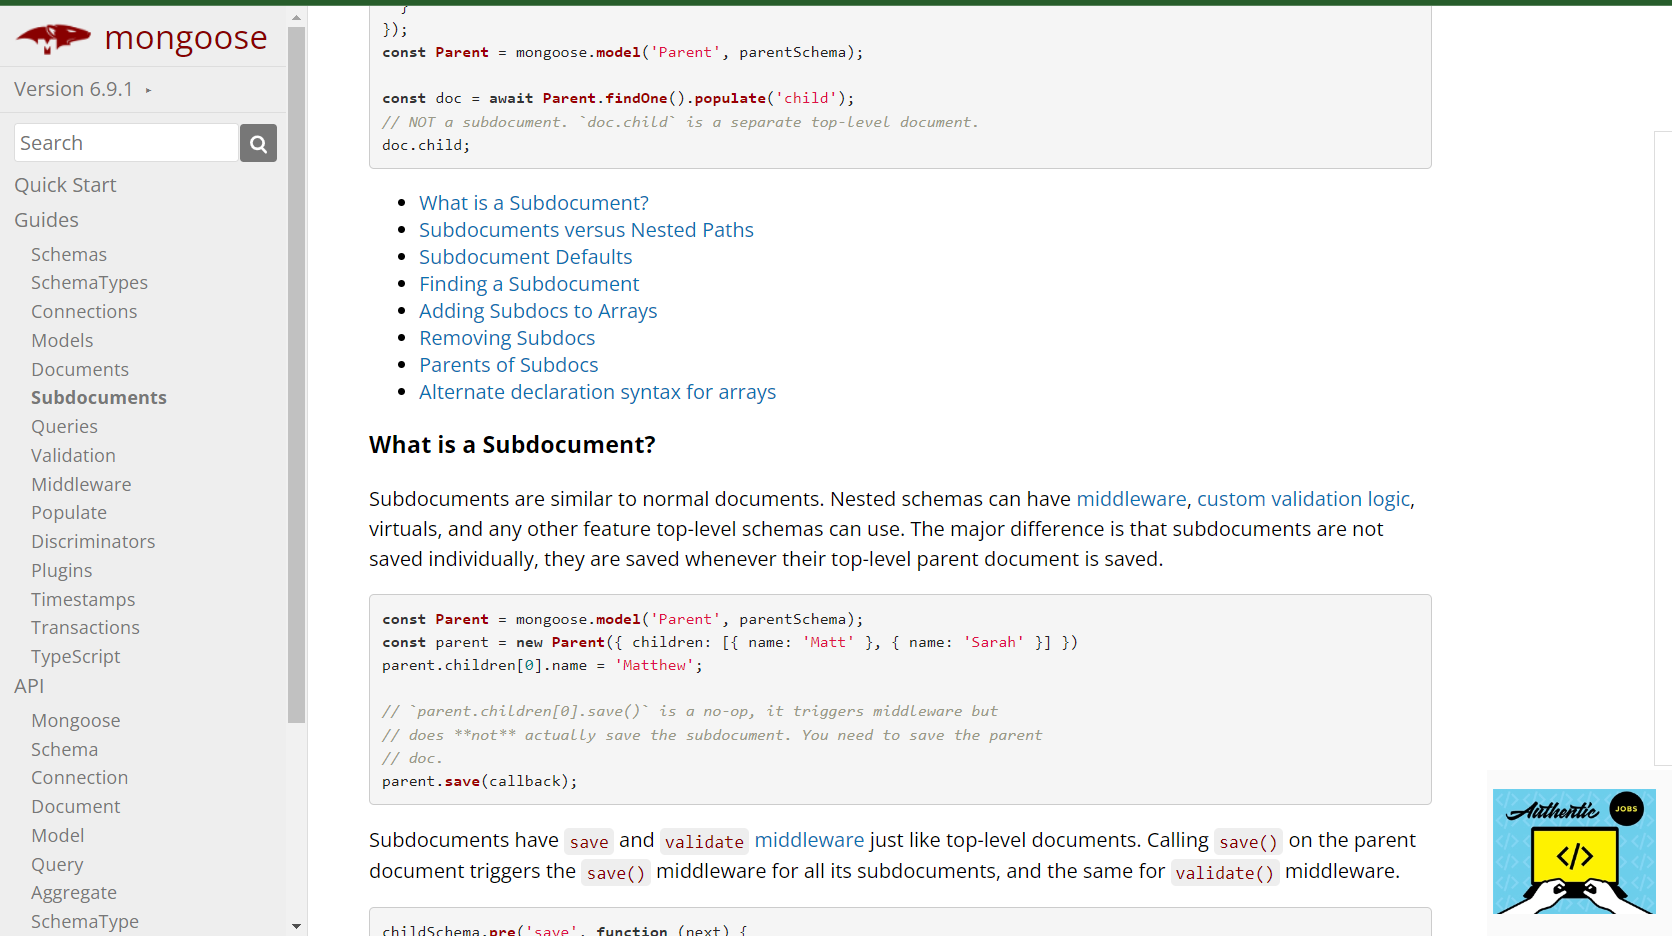 mongoose
Version 6.9.1
Search
Quick Start
Guides
Schemas
SchemaTypes
Connections
Models
Documents
Subdocuments
Queries
Validation
Middleware
Populate
Discriminators
Plugins
Timestamps
Transactions
TypeScript
API
Mongoose
Schema
Connection
Document
Model
Query
Aggregate
SchemaType
}
});
const Parent = mongoose.model('Parent', parentSchema);
const doc = await Parent.findOne().populate('child');
// NOT a subdocument. `doc.child` is a separate top-level document.
doc.child;
What is a Subdocument?
Subdocuments versus Nested Paths
Subdocument Defaults
Finding a Subdocument
Adding Subdocs to Arrays
Removing Subdocs
Parents of Subdocs
Alternate declaration syntax for arrays
What is a Subdocument?
Subdocuments are similar to normal documents. Nested schemas can have middleware, custom validation logic,
virtuals, and any other feature top-level schemas can use. The major difference is that subdocuments are not
saved individually, they are saved whenever their top-level parent document is saved.
const Parent = mongoose.model('Parent', parentSchema);
const parent = new Parent({ children: [{ name: 'Matt' }, { name: 'Sarah' }] })
parent.children[0].name = 'Matthew';
// `parent.children[0].save()` is a no-op, it triggers middleware but
// does **not** actually save the subdocument. You need to save the parent
// doc.
parent.save(callback);
Subdocuments have save and validate middleware just like top-level documents. Calling save() on the parent
document triggers the save() middleware for all its subdocuments, and the same for validate() middleware.
childSchema.pre('save', function (next) {
Authentic JOBS
</>